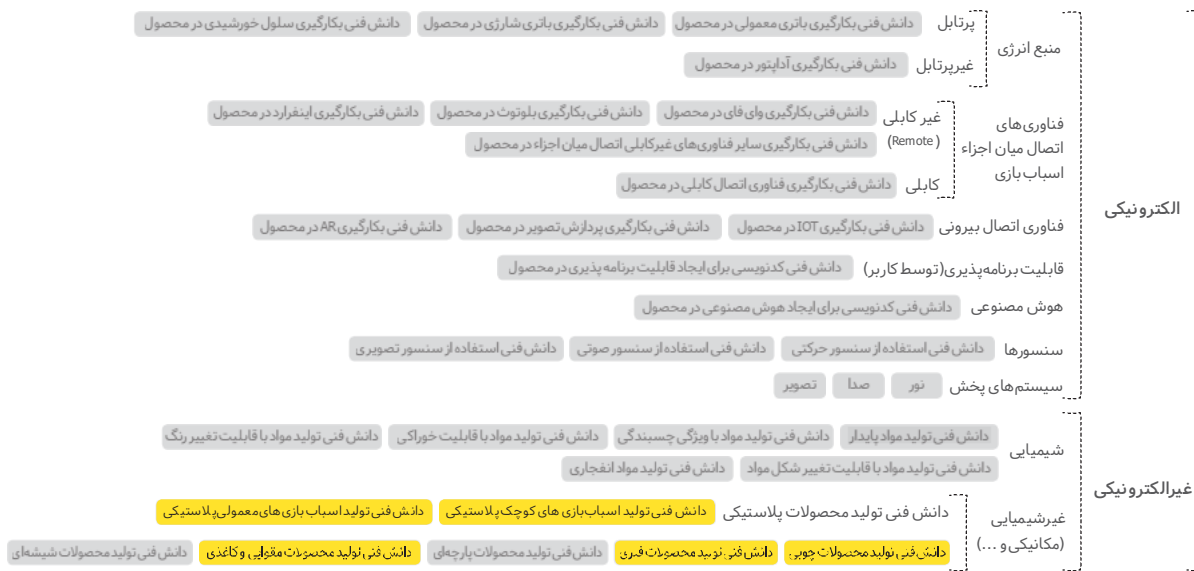 پرتابل دانش فنی بکارگیری باتری معمولی در محصول دانش فنی بکارگیری باتری شارژی در محصول دانش فنی بکارگیری سلول خورشیدی در محصول
منبع انرژی
غیرپرتابل دانش فنی بکارگیری آداپتور در محصول
غیر کابلی (Remote) دانش فنی بکارگیری وای فای در محصول دانش فنی بکارگیری بلوتوث در محصول دانش فنی بکارگیری اینفرارد در محصول
فناوری‌های
اتصال میان اجزاء
اسباب بازی
دانش فنی بکارگیری سایر فناوری‌های غیرکابلی اتصال میان اجزاء در محصول
کابلی دانش فنی بکارگیری فناوری اتصال کابلی در محصول
الکترونیکی
فناوری اتصال بیرونی دانش فنی بکارگیری IOT در محصول دانش فنی بکارگیری پردازش تصویر در محصول دانش فنی بکارگیری AR در محصول
قابلیت برنامه‌پذیری(توسط کاربر) دانش فنی کدنویسی برای ایجاد قابلیت برنامه پذیری در محصول
هوش مصنوعی دانش فنی کدنویسی برای ایجاد هوش مصنوعی در محصول
سنسورها دانش فنی استفاده از سنسور حرکتی دانش فنی استفاده از سنسور صوتی دانش فنی استفاده از سنسور تصویری
سیستم‌های پخش نور صدا تصویر
شیمیایی دانش فنی تولید مواد پایدار دانش فنی تولید مواد با ویژگی چسبندگی دانش فنی تولید مواد با قابلیت خوراکی دانش فنی تولید مواد با قابلیت تغییر رنگ
دانش فنی تولید مواد با قابلیت تغییر شکل مواد دانش فنی تولید مواد انفجاری
غیرالکترونیکی
غیرشیمیایی
(مکانیکی و ...)
دانش فنی تولید محصولات پلاستیکی دانش فنی تولید اسباب‌بازی های کوچک پلاستیکی دانش فنی تولید اسباب بازی های معمولی پلاستیکی
دانش فنی تولید محصولات چوبی دانش فنی تولید محصولات فلزی دانش فنی تولید محصولات پارچه‌ای دانش فنی تولید محصولات مقوایی و کاغذی دانش فنی تولید محصولات شیشه‌ای